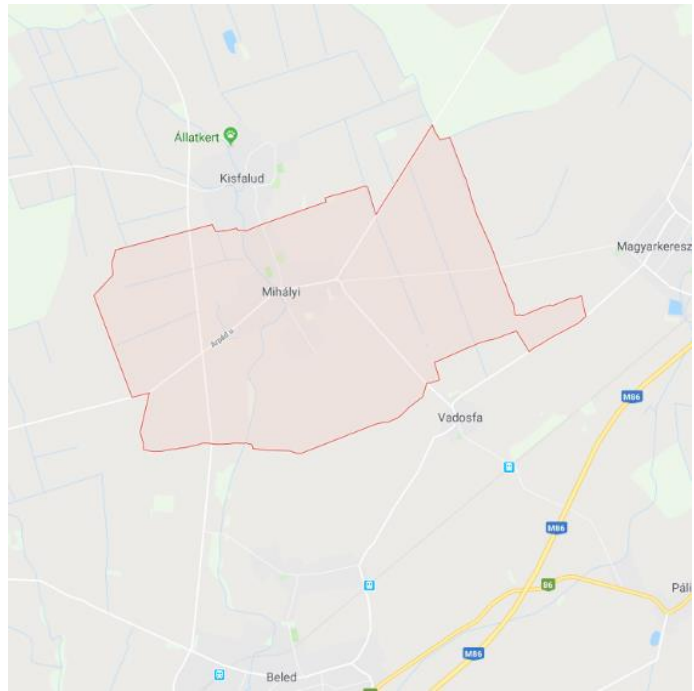 Állatkert
Kisfalud
Magyarkeresz
Mihályi
Árpád u.
M86
Vadosfa
M86
86
Páli
M86
Beled